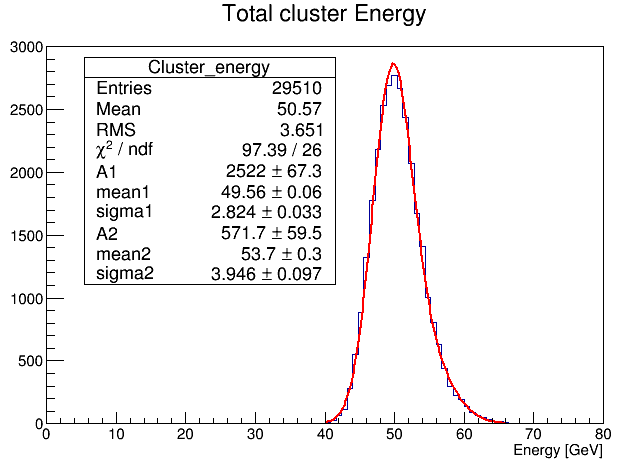 Total cluster Energy
3000
2500
2000
1500
1000
500
0
Cluster_energy
Entries 29510
Mean 50.57
RMS 3.651
χ² / ndf 97.39 / 26
A1 2522 ± 67.3
mean1 49.56 ± 0.06
sigma1 2.824 ± 0.033
A2 571.7 ± 59.5
mean2 53.7 ± 0.3
sigma2 3.946 ± 0.097
0 10 20 30 40 50 60 70 80
Energy [GeV]